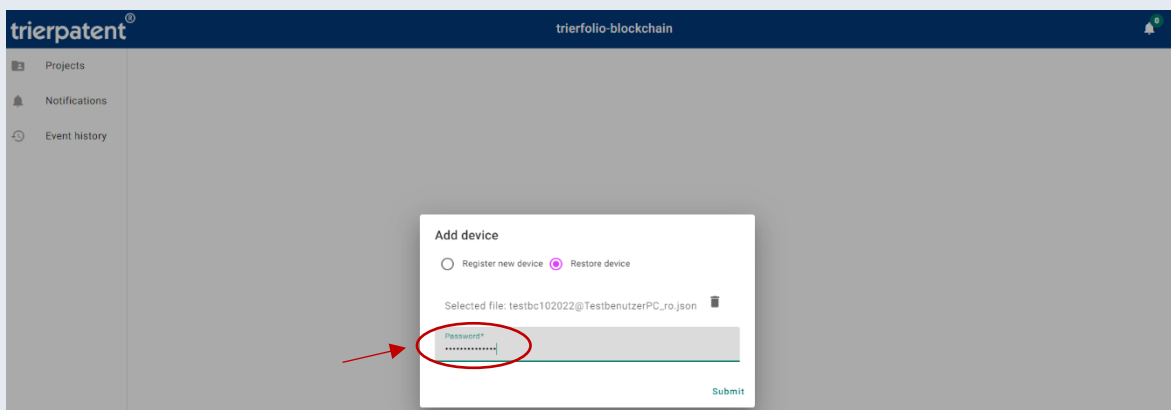 trierpatent®
trierfolio-blockchain
0
Projects
Notifications
Event history
Add device
Register new device
Restore device
Selected file: testbc102022@TestbenutzerPC_ro.json
Password*
••••••••••••••
Submit